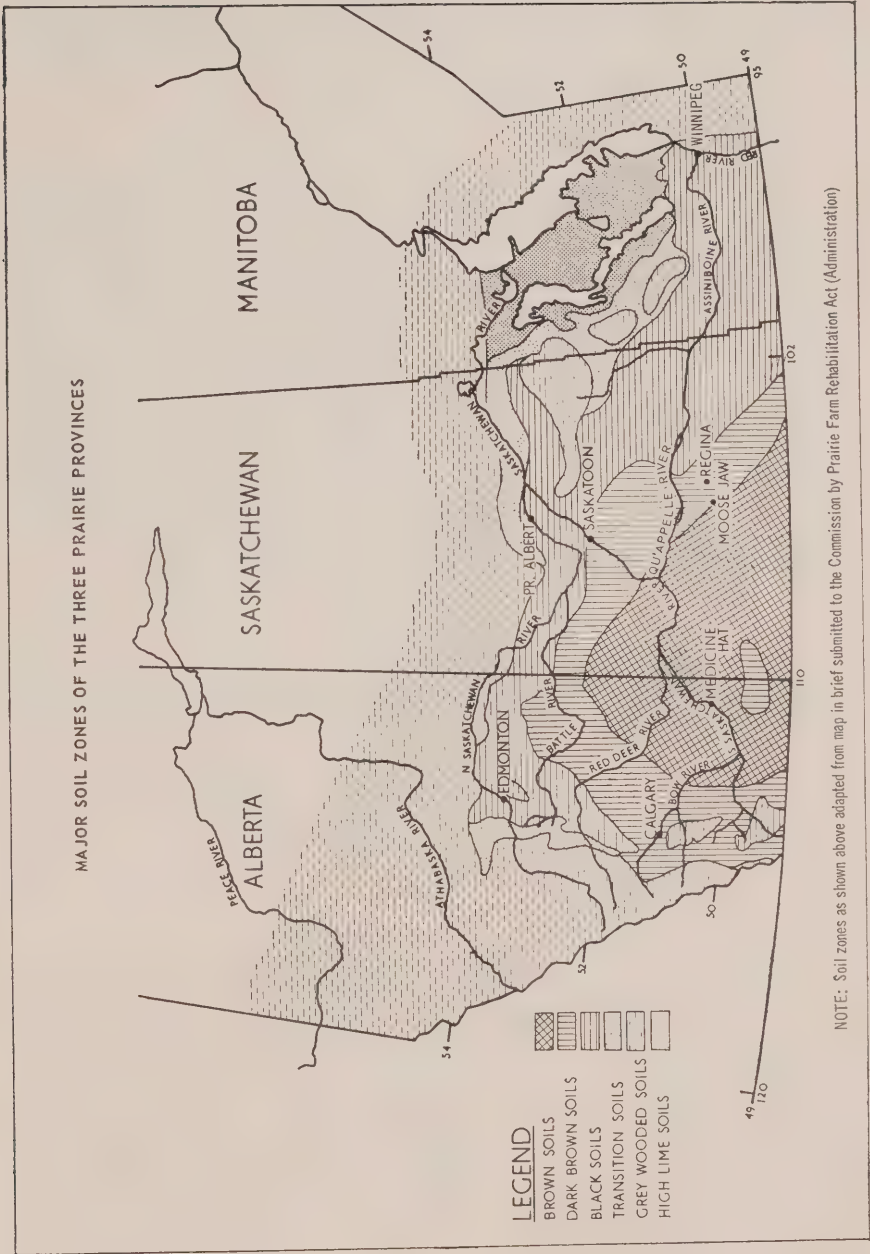 MAJOR SOIL ZONES OF THE THREE PRAIRIE PROVINCES
ALBERTA
SASKATCHEWAN
MANITOBA
PEACE RIVER
ATHABASKA RIVER
N SASKATCHEWAN
RIVER
EDMONTON
BATTLE
RIVER
RED DEER RIVER
CALGARY
BOW RIVER
S SASKATCHEWAN
MEDICINE
HAT
RIVER
PR. ALBERT
SASKATCHEWAN
RIVER
SASKATOON
QU'APPELLE RIVER
REGINA
MOOSE JAW
ASSINIBOINE RIVER
WINNIPEG
RED RIVER
54
52
50
49
120
110
102
95
49
50
52
54
LEGEND
BROWN SOILS
DARK BROWN SOILS
BLACK SOILS
TRANSITION SOILS
GREY WOODED SOILS
HIGH LIME SOILS
NOTE: Soil zones as shown above adapted from map in brief submitted to the Commission by Prairie Farm Rehabilitation Act (Administration)